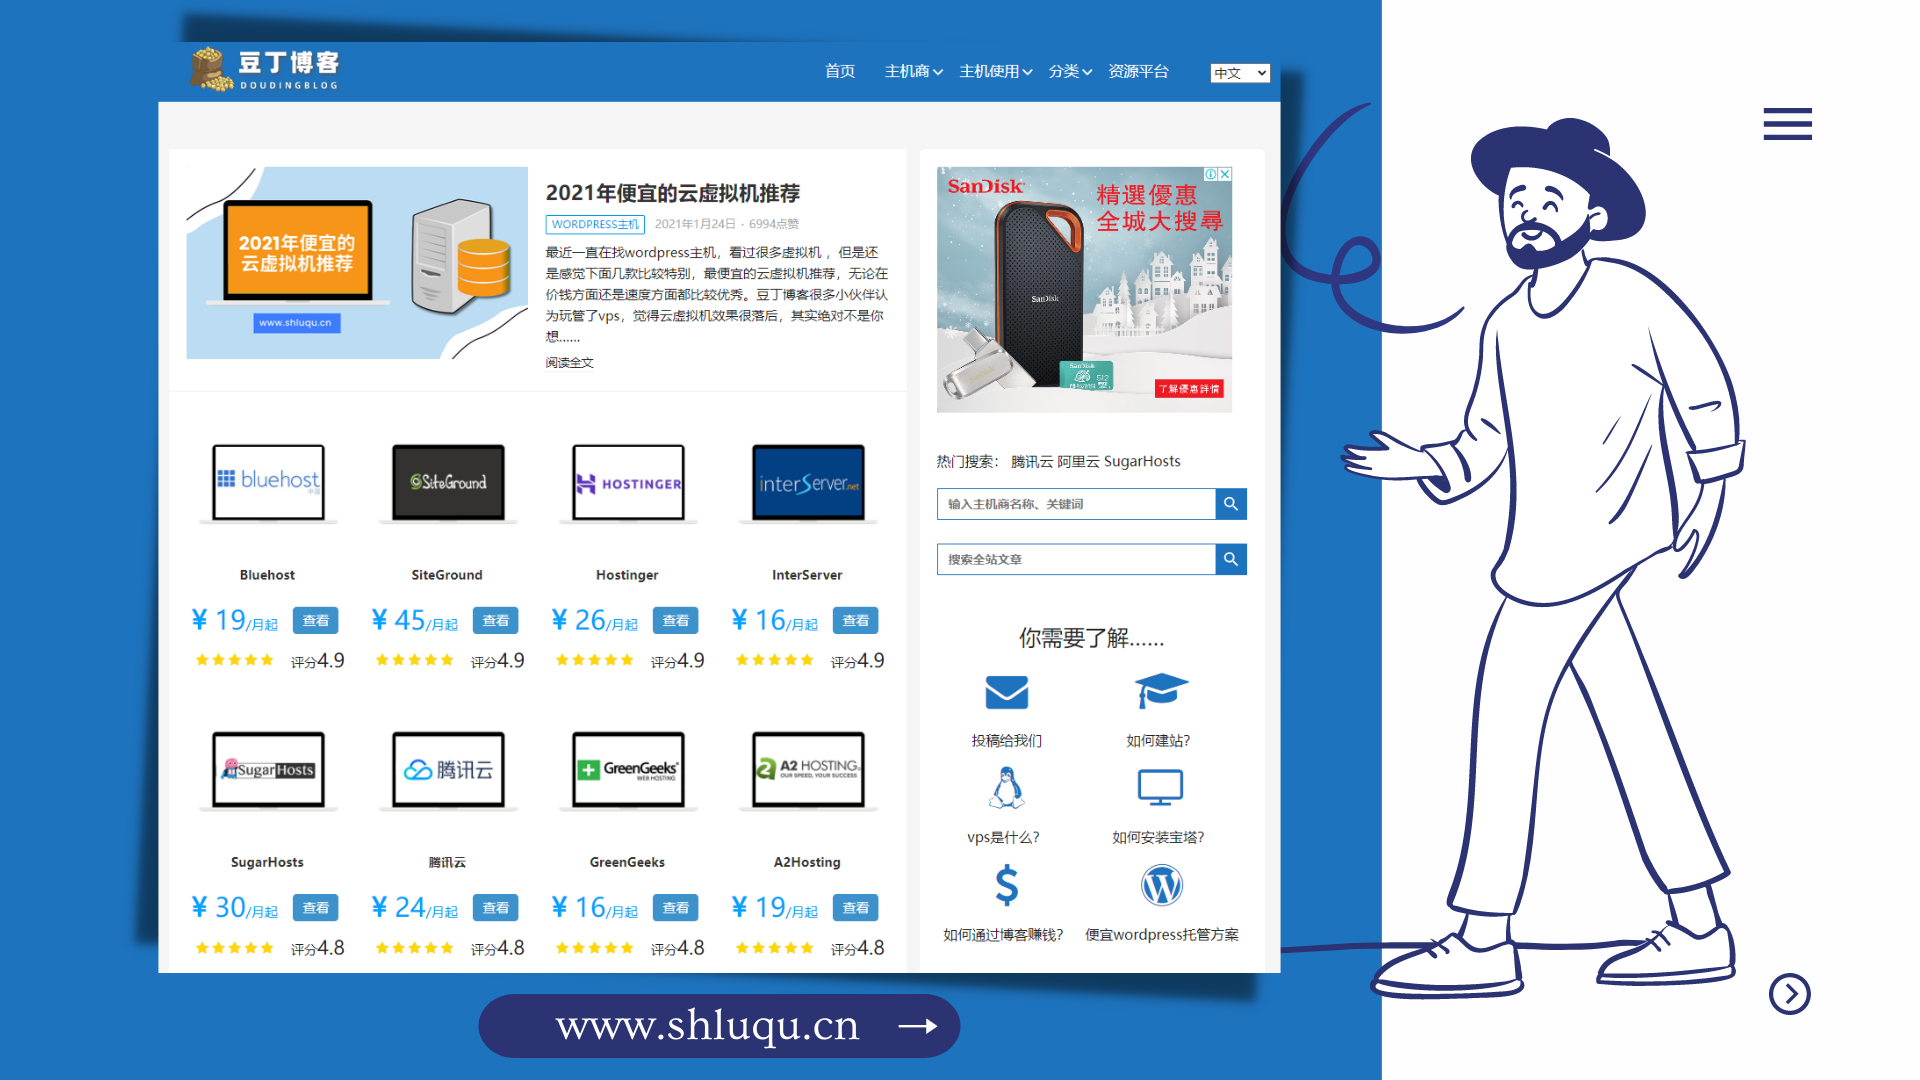 豆丁博客
DOUDINGBLOG
首页 主机商 主机使用 分类 资源平台 中文
2021年便宜的
云虚拟机推荐
www.shluqu.cn
2021年便宜的云虚拟机推荐
WORDPRESS主机 2021年1月24日 · 6994点赞
最近一直在找wordpress主机，看过很多虚拟机 ，但是还
是感觉下面几款比较特别，最便宜的云虚拟机推荐，无论在
价钱方面还是速度方面都比较优秀。豆丁博客很多小伙伴认
为玩管了vps，觉得云虚拟机效果很落后，其实绝对不是你
想......
阅读全文
SanDisk
精選優惠
全城大搜尋
SanDisk
SanDisk
512
了解優惠詳情
bluehost
中国
SiteGround
HOSTINGER
interServer.net
Bluehost SiteGround Hostinger InterServer
¥ 19/月起 查看 ¥ 45/月起 查看 ¥ 26/月起 查看 ¥ 16/月起 查看
评分4.9 评分4.9 评分4.9 评分4.9
SugarHosts
腾讯云
GreenGeeks
WEB HOSTING
A2 HOSTING
OUR SPEED, YOUR SUCCESS
SugarHosts 腾讯云 GreenGeeks A2Hosting
¥ 30/月起 查看 ¥ 24/月起 查看 ¥ 16/月起 查看 ¥ 19/月起 查看
评分4.8 评分4.8 评分4.8 评分4.8
热门搜索： 腾讯云 阿里云 SugarHosts
输入主机商名称、关键词
搜索全站文章
你需要了解......
投稿给我们 如何建站?
vps是什么? 如何安装宝塔?
如何通过博客赚钱? 便宜wordpress托管方案
www.shluqu.cn